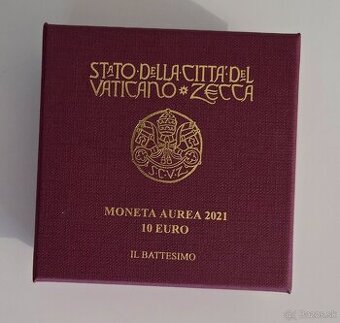 STATO·DELLA·CITTÀ·DEL
VATICANO * ZECCA
S·C·V·Z
MONETA AUREA 2021
10 EURO
IL BATTESIMO